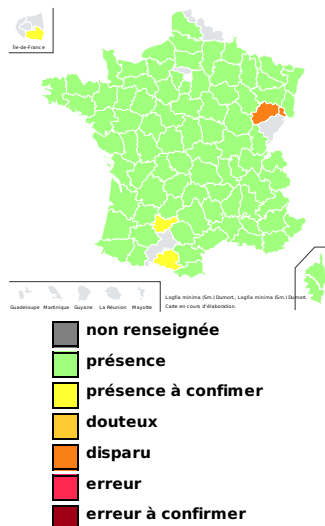 Île-de-France
Guadeloupe Martinique Guyane La Réunion Mayotte
Logfia minima (Sm.) Dumort., Logfia minima (Sm.) Dumort.
Carte en cours d'élaboration.
non renseignée
présence
présence à confimer
douteux
disparu
erreur
erreur à confirmer